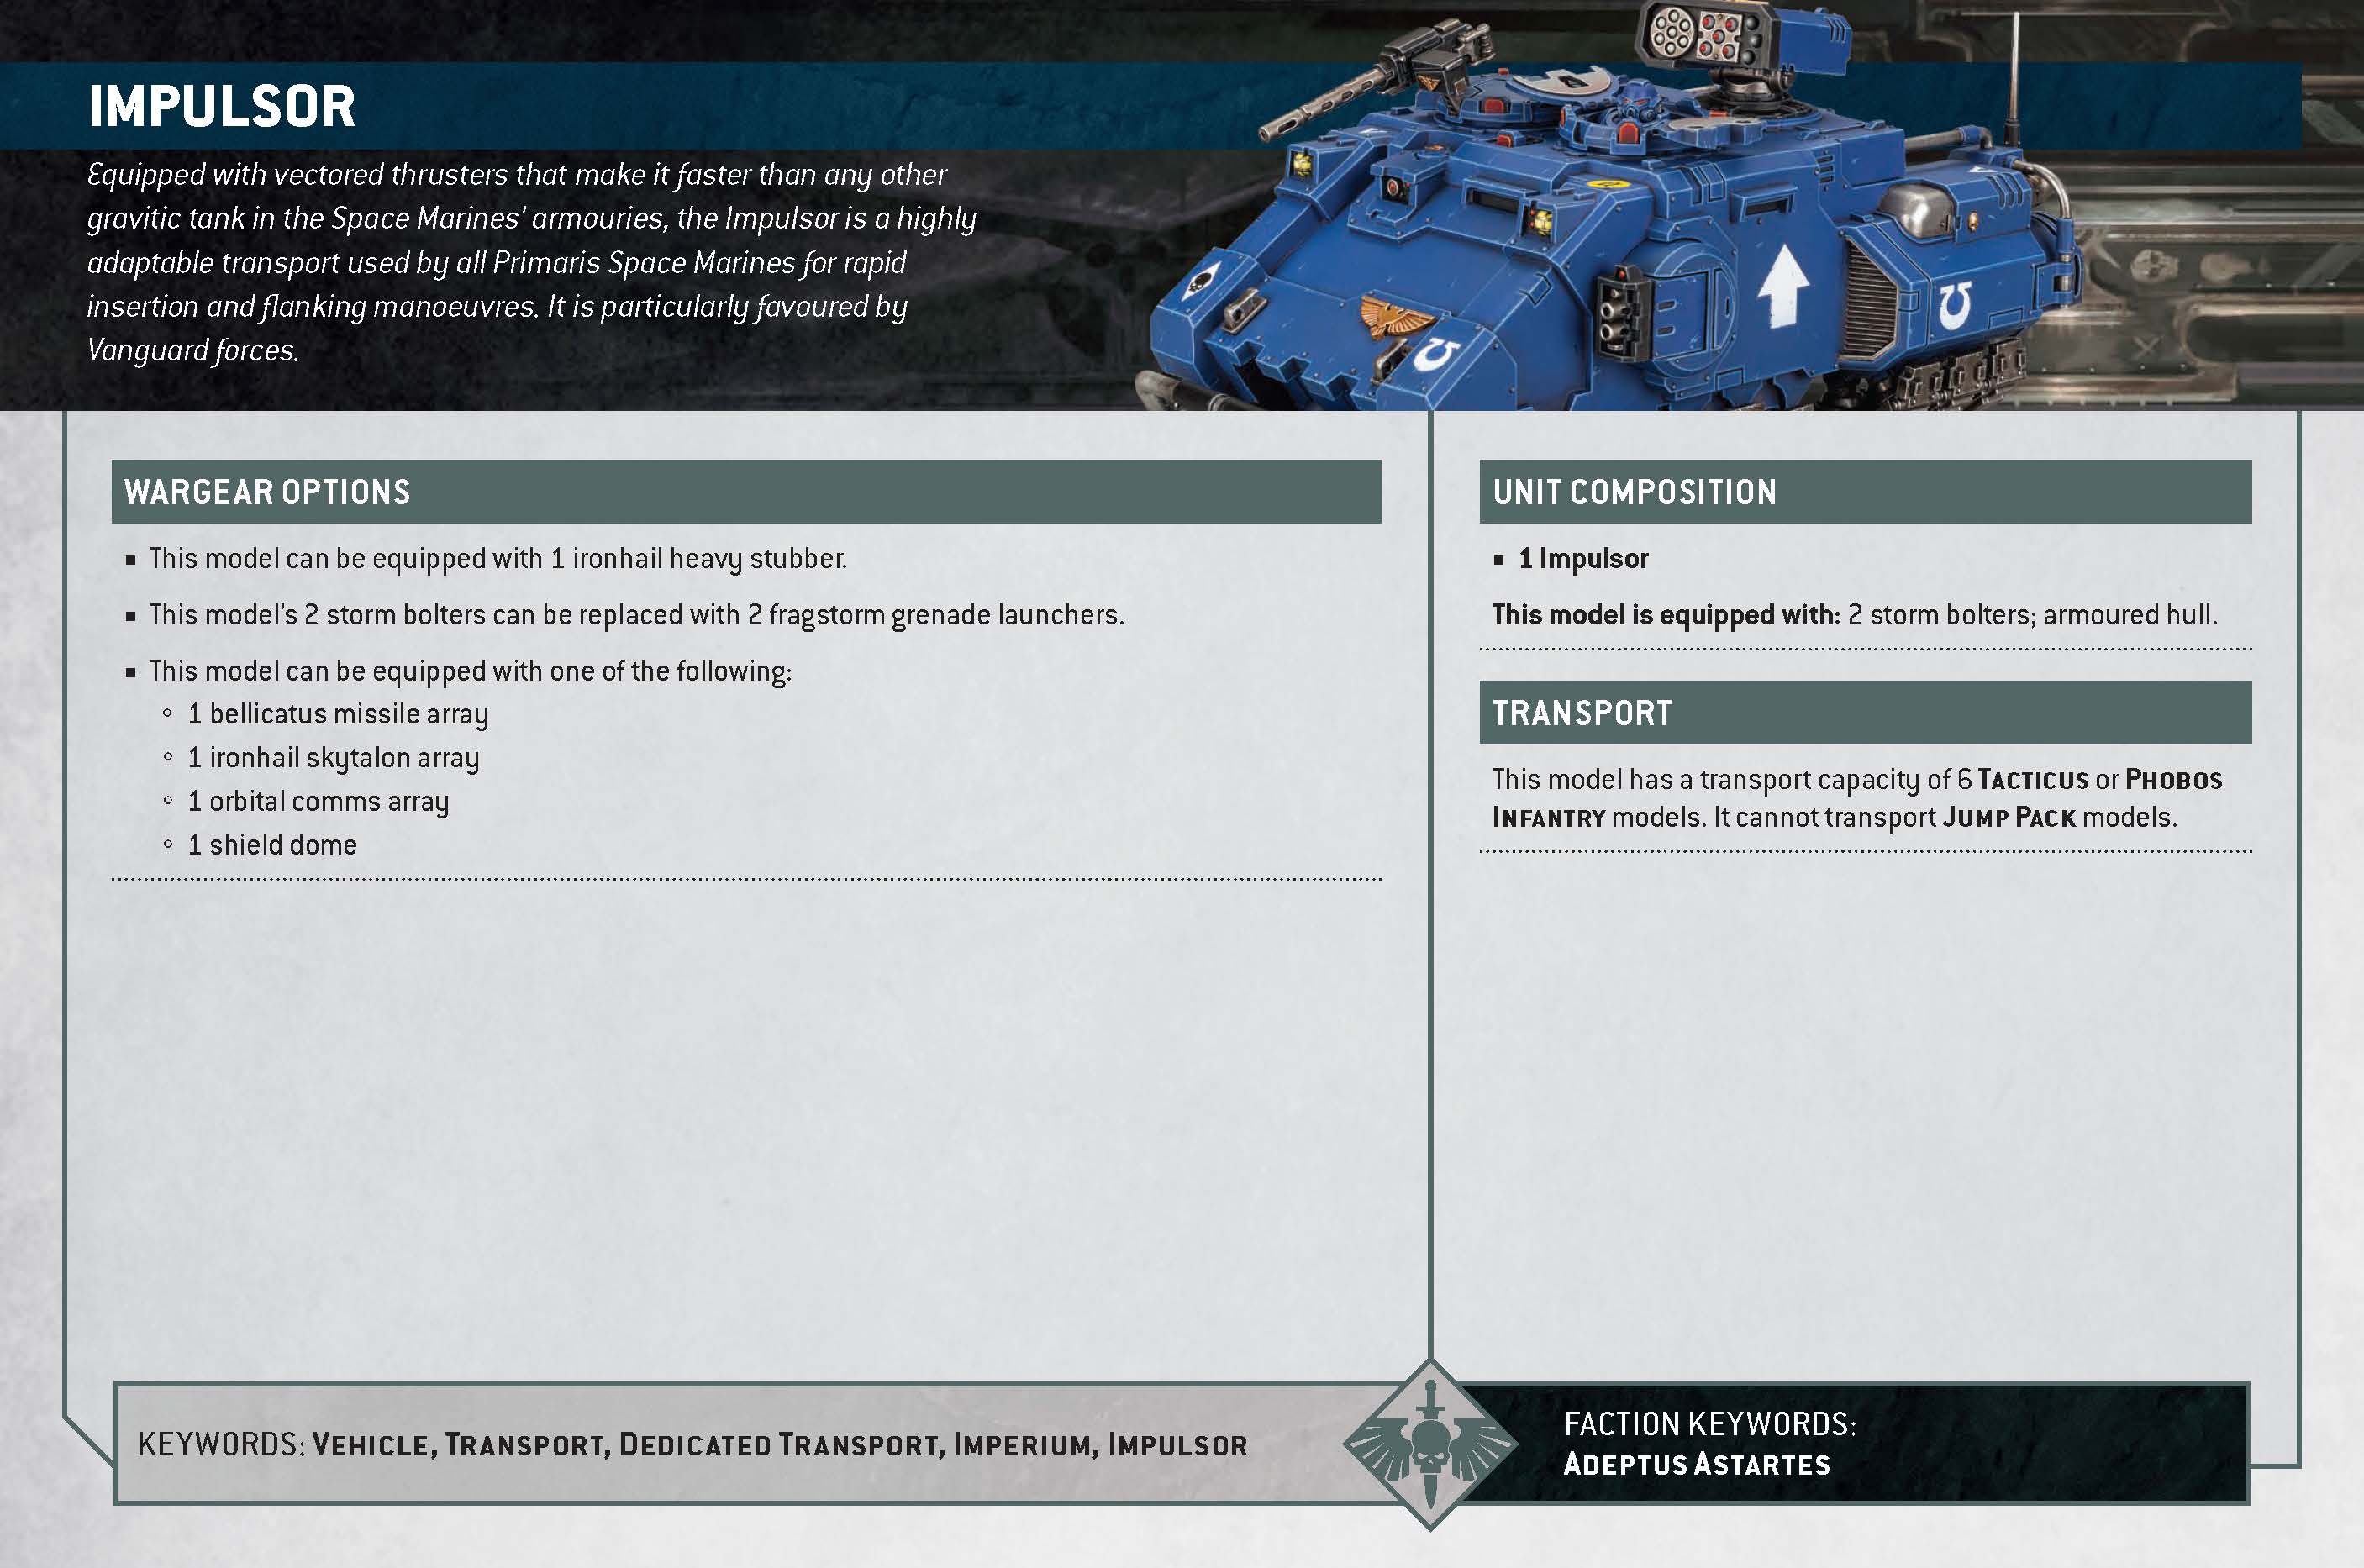 IMPULSOR
Equipped with vectored thrusters that make it faster than any other
gravitic tank in the Space Marines’ armouries, the Impulsor is a highly
adaptable transport used by all Primaris Space Marines for rapid
insertion and flanking manoeuvres. It is particularly favoured by
Vanguard forces.
WARGEAR OPTIONS
▪ This model can be equipped with 1 ironhail heavy stubber.
▪ This model’s 2 storm bolters can be replaced with 2 fragstorm grenade launchers.
▪ This model can be equipped with one of the following:
◦ 1 bellicatus missile array
◦ 1 ironhail skytalon array
◦ 1 orbital comms array
◦ 1 shield dome
UNIT COMPOSITION
▪ 1 Impulsor
This model is equipped with: 2 storm bolters; armoured hull.
TRANSPORT
This model has a transport capacity of 6 TACTICUS or PHOBOS
INFANTRY models. It cannot transport JUMP PACK models.
KEYWORDS: VEHICLE, TRANSPORT, DEDICATED TRANSPORT, IMPERIUM, IMPULSOR
FACTION KEYWORDS:
ADEPTUS ASTARTES